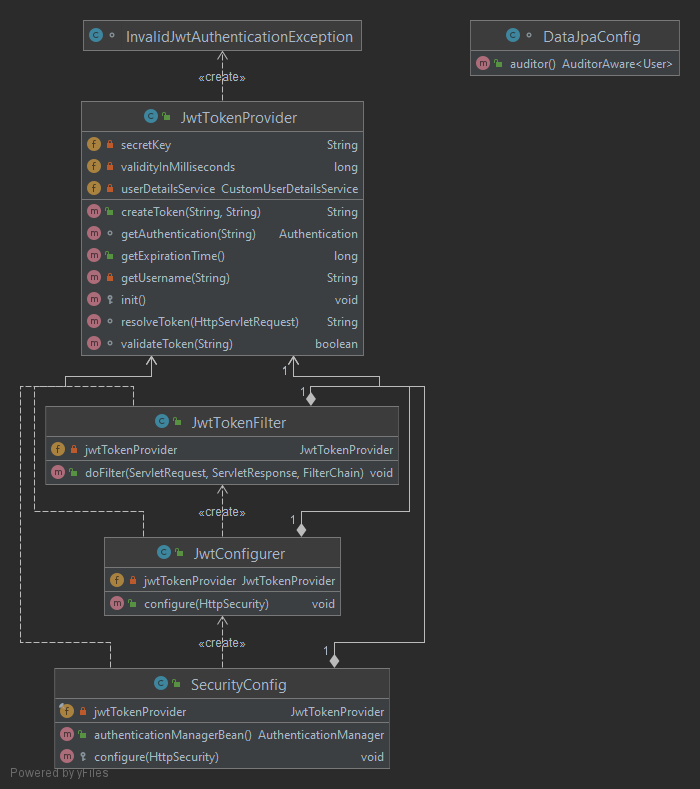 InvalidJwtAuthenticationException
«create»
JwtTokenProvider
secretKey String
validityInMilliseconds long
userDetailsService CustomUserDetailsService
createToken(String, String) String
getAuthentication(String) Authentication
getExpirationTime() long
getUsername(String) String
init() void
resolveToken(HttpServletRequest) String
validateToken(String) boolean
1
1
JwtTokenFilter
jwtTokenProvider JwtTokenProvider
doFilter(ServletRequest, ServletResponse, FilterChain) void
«create»
1
JwtConfigurer
jwtTokenProvider JwtTokenProvider
configure(HttpSecurity) void
«create»
1
SecurityConfig
jwtTokenProvider JwtTokenProvider
authenticationManagerBean() AuthenticationManager
configure(HttpSecurity) void
Powered by yFiles
DataJpaConfig
auditor() AuditorAware<User>